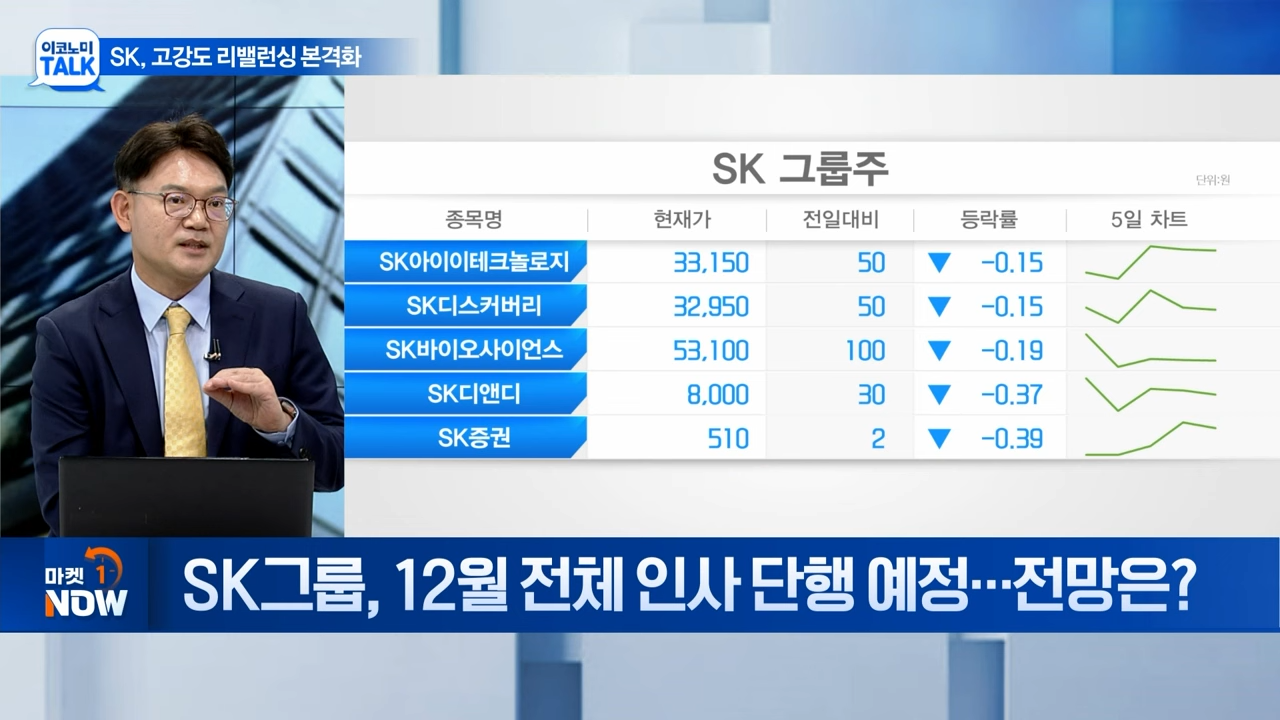 이코노미
TALK
SK, 고강도 리밸런싱 본격화
SK 그룹주
단위:원
종목명 현재가 전일대비 등락률 5일 차트
SK아이이테크놀로지 33,150 50 ▼ -0.15
SK디스커버리 32,950 50 ▼ -0.15
SK바이오사이언스 53,100 100 ▼ -0.19
SK디앤디 8,000 30 ▼ -0.37
SK증권 510 2 ▼ -0.39
마켓 1
NOW
SK그룹, 12월 전체 인사 단행 예정…전망은?